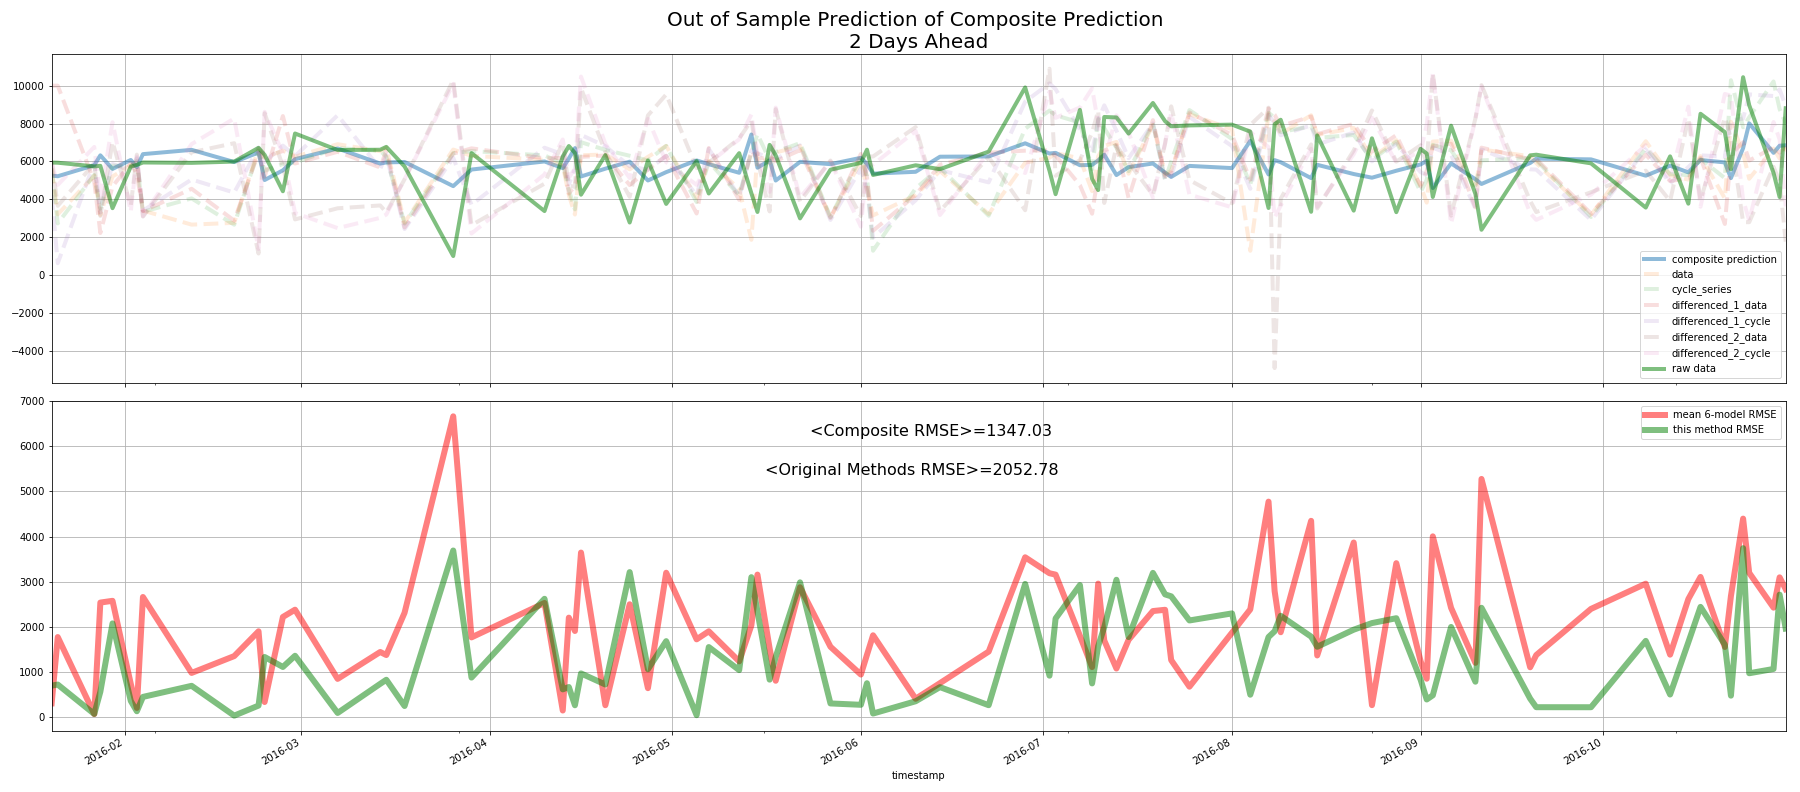 Out of Sample Prediction of Composite Prediction
2 Days Ahead
10000
8000
6000
4000
2000
0
−2000
−4000
composite prediction
data
cycle_series
differenced_1_data
differenced_1_cycle
differenced_2_data
differenced_2_cycle
raw data
7000
6000
5000
4000
3000
2000
1000
0
<Composite RMSE>=1347.03
<Original Methods RMSE>=2052.78
mean 6-model RMSE
this method RMSE
2016-02
2016-03
2016-04
2016-05
2016-06
2016-07
2016-08
2016-09
2016-10
timestamp